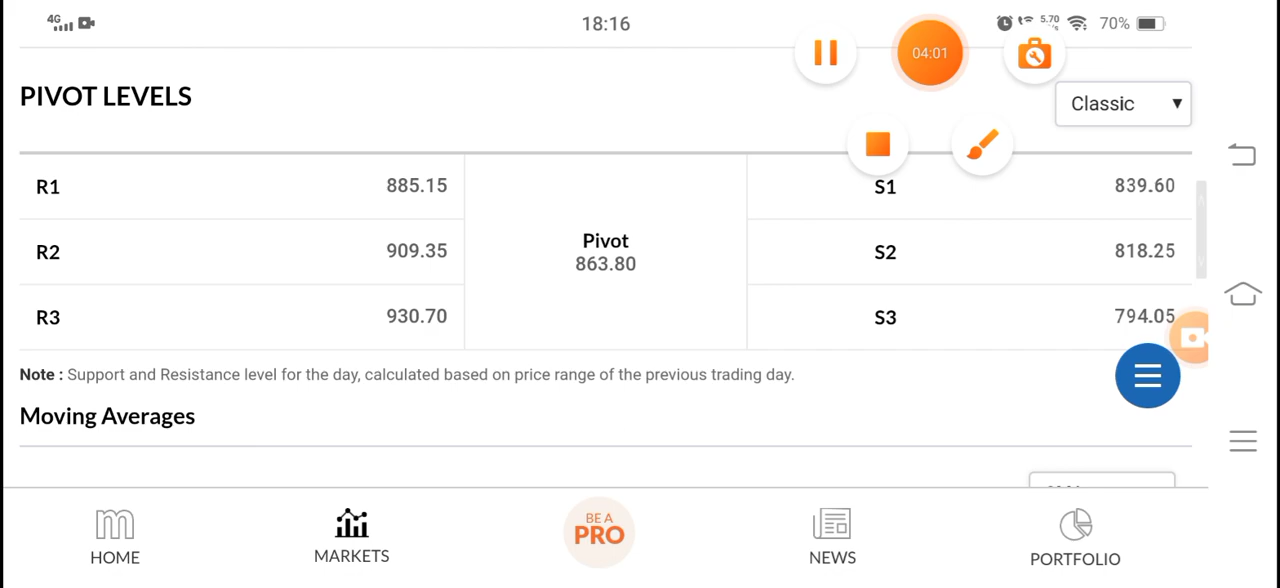 4G
18:16
5.70
70%
04:01
PIVOT LEVELS
Classic
R1 885.15
S1 839.60
Pivot
863.80
R2 909.35
S2 818.25
R3 930.70
S3 794.05
Note : Support and Resistance level for the day, calculated based on price range of the previous trading day.
Moving Averages
BE A
PRO
HOME
MARKETS
NEWS
PORTFOLIO